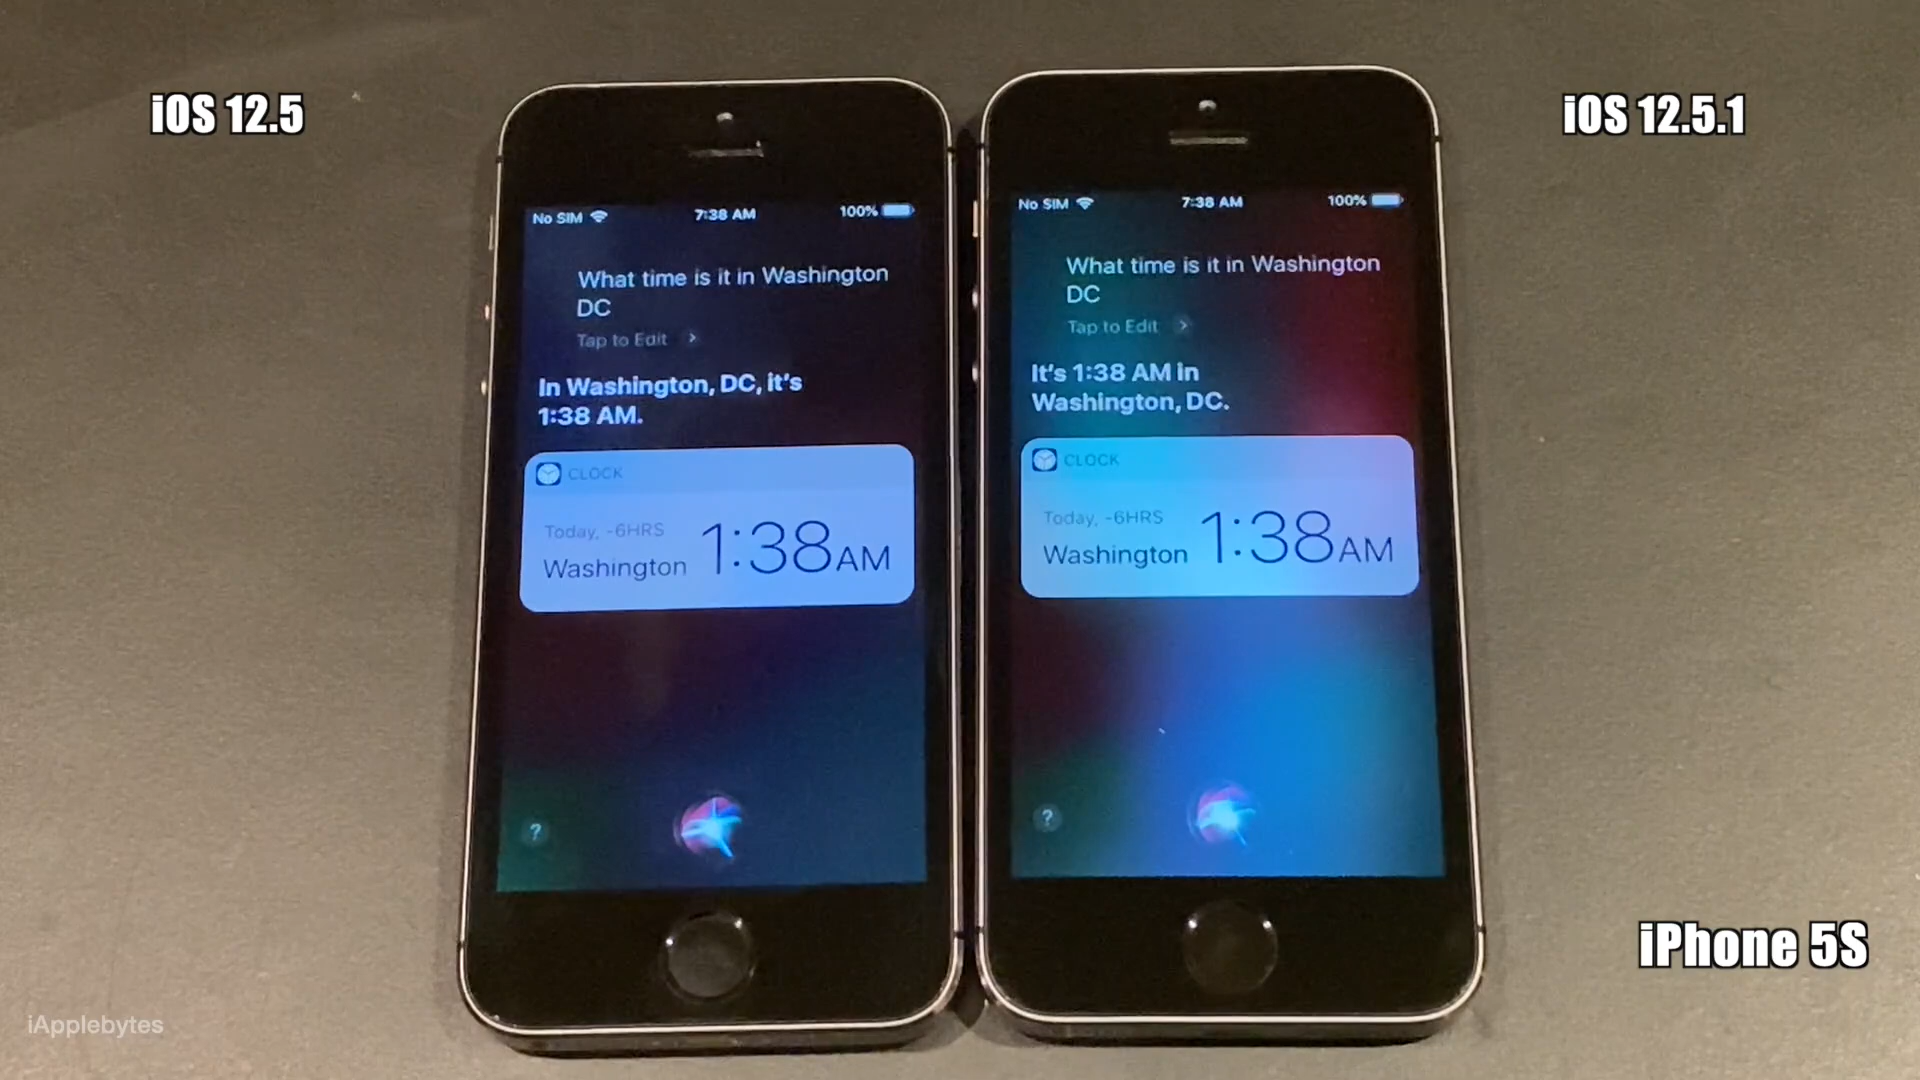 iOS 12.5
iOS 12.5.1
No SIM 7:38 AM 100%
What time is it in Washington
DC
Tap to Edit >
In Washington, DC, it's
1:38 AM.
CLOCK
Today, -6HRS
Washington 1:38AM
?
No SIM 7:38 AM 100%
What time is it in Washington
DC
Tap to Edit >
It's 1:38 AM in
Washington, DC.
CLOCK
Today, -6HRS
Washington 1:38AM
?
iPhone 5S
iApplebytes